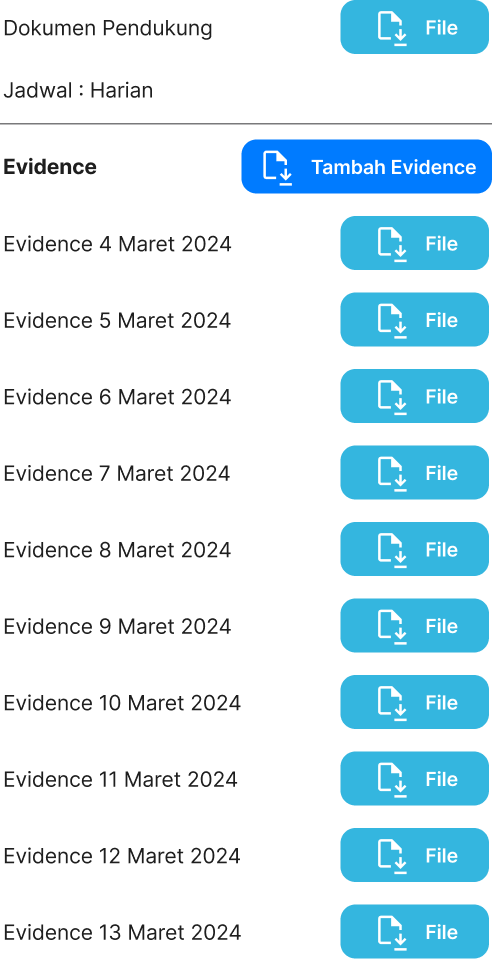 Dokumen Pendukung File
Jadwal : Harian
Evidence Tambah Evidence
Evidence 4 Maret 2024 File
Evidence 5 Maret 2024 File
Evidence 6 Maret 2024 File
Evidence 7 Maret 2024 File
Evidence 8 Maret 2024 File
Evidence 9 Maret 2024 File
Evidence 10 Maret 2024 File
Evidence 11 Maret 2024 File
Evidence 12 Maret 2024 File
Evidence 13 Maret 2024 File